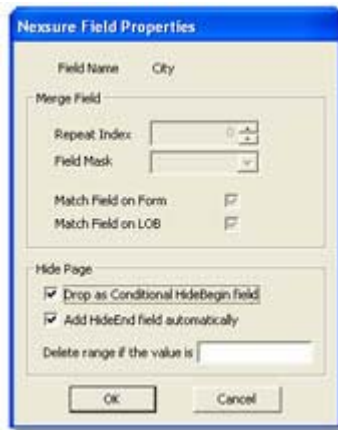 Nexsure Field Properties
Field Name City
Merge Field
Repeat Index 0
Field Mask
Match Field on Form
Match Field on LOB
Hide Page
Drop as Conditional HideBegin field
Add HideEnd field automatically
Delete range if the value is
OK Cancel